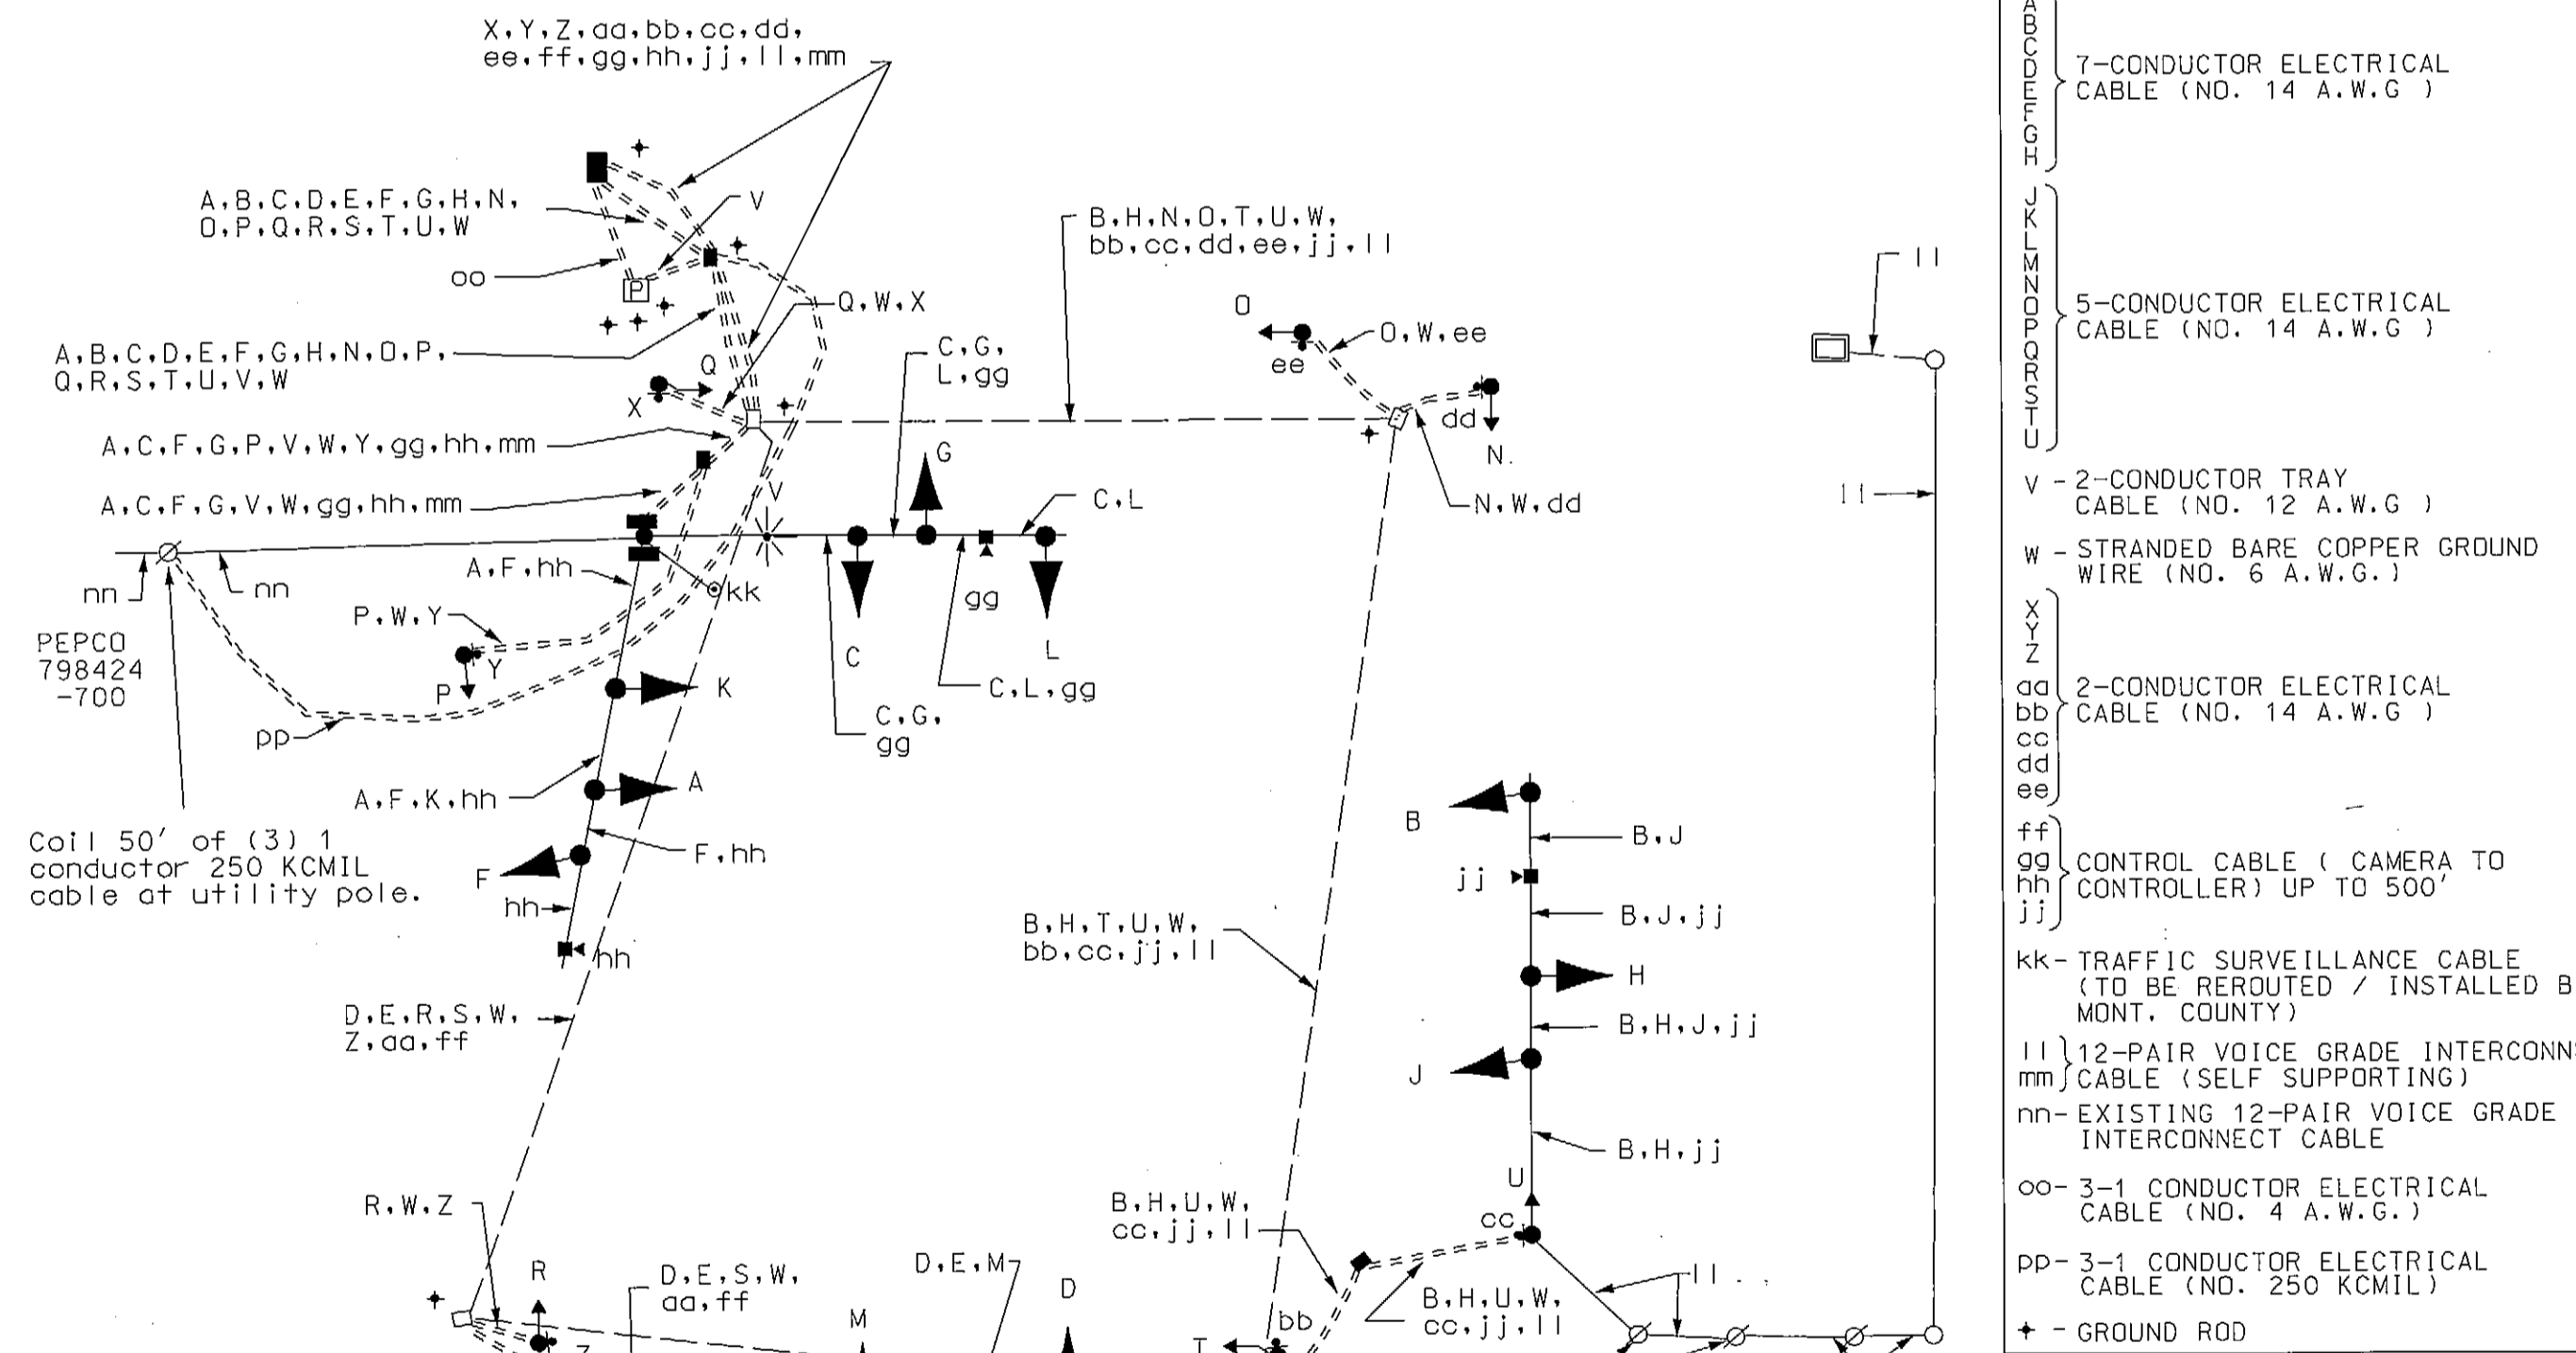 X,Y,Z,aa,bb,cc,dd,
ee,ff,gg,hh,jj,ll,mm
A,B,C,D,E,F,G,H,N,
O,P,Q,R,S,T,U,W
V
oo
P
A,B,C,D,E,F,G,H,N,O,P,
Q,R,S,T,U,V,W
Q,W,X
Q
X
B,H,N,O,T,U,W,
bb,cc,dd,ee,jj,ll
O
O,W,ee
ee
dd
N.
N,W,dd
ll
ll
C,G,
L,gg
A,C,F,G,P,V,W,Y,gg,hh,mm
A,C,F,G,V,W,gg,hh,mm
G
V
C,L
nn
nn
A,F,hh
kk
gg
P,W,Y
PEPCO
798424
-700
Y
P
C
L
K
C,L,gg
C,G,
gg
pp
A
A,F,K,hh
Coil 50' of (3) 1
conductor 250 KCMIL
cable at utility pole.
F,hh
F
hh
hh
B
B,J
jj
B,J,jj
B,H,T,U,W,
bb,cc,jj,ll
H
B,H,J,jj
J
D,E,R,S,W,
Z,aa,ff
B,H,jj
U
cc
R,W,Z
B,H,U,W,
cc,jj,ll
R
D,E,S,W,
aa,ff
D,E,M
D
M
ll
B,H,U,W,
cc,jj,ll
bb
T
A
B
C
D
E
F
G
H
7-CONDUCTOR ELECTRICAL
CABLE (NO. 14 A.W.G )
J
K
L
M
N
O
P
Q
R
S
T
U
5-CONDUCTOR ELECTRICAL
CABLE (NO. 14 A.W.G )
V - 2-CONDUCTOR TRAY
CABLE (NO. 12 A.W.G )
W - STRANDED BARE COPPER GROUND
WIRE (NO. 6 A.W.G.)
X
Y
Z
aa
bb
cc
dd
ee
2-CONDUCTOR ELECTRICAL
CABLE (NO. 14 A.W.G )
ff
gg
hh
jj
CONTROL CABLE ( CAMERA TO
CONTROLLER) UP TO 500'
kk- TRAFFIC SURVEILLANCE CABLE
(TO BE REROUTED / INSTALLED B
MONT. COUNTY)
ll
mm
12-PAIR VOICE GRADE INTERCONN
CABLE (SELF SUPPORTING)
nn- EXISTING 12-PAIR VOICE GRADE
INTERCONNECT CABLE
oo- 3-1 CONDUCTOR ELECTRICAL
CABLE (NO. 4 A.W.G.)
pp- 3-1 CONDUCTOR ELECTRICAL
CABLE (NO. 250 KCMIL)
- GROUND ROD